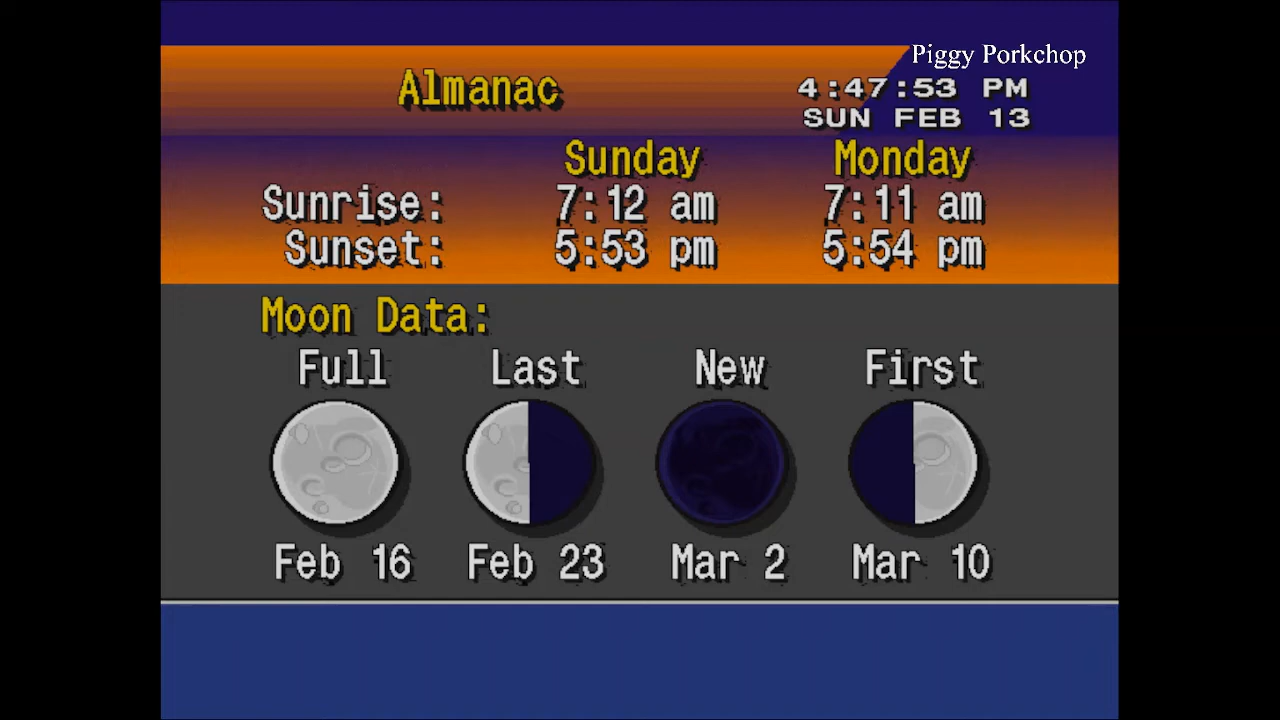 Piggy Porkchop
Almanac
4:47:53 PM
SUN FEB 13
Sunday Monday
Sunrise: 7:12 am 7:11 am
Sunset: 5:53 pm 5:54 pm
Moon Data:
Full Last New First
Feb 16 Feb 23 Mar 2 Mar 10